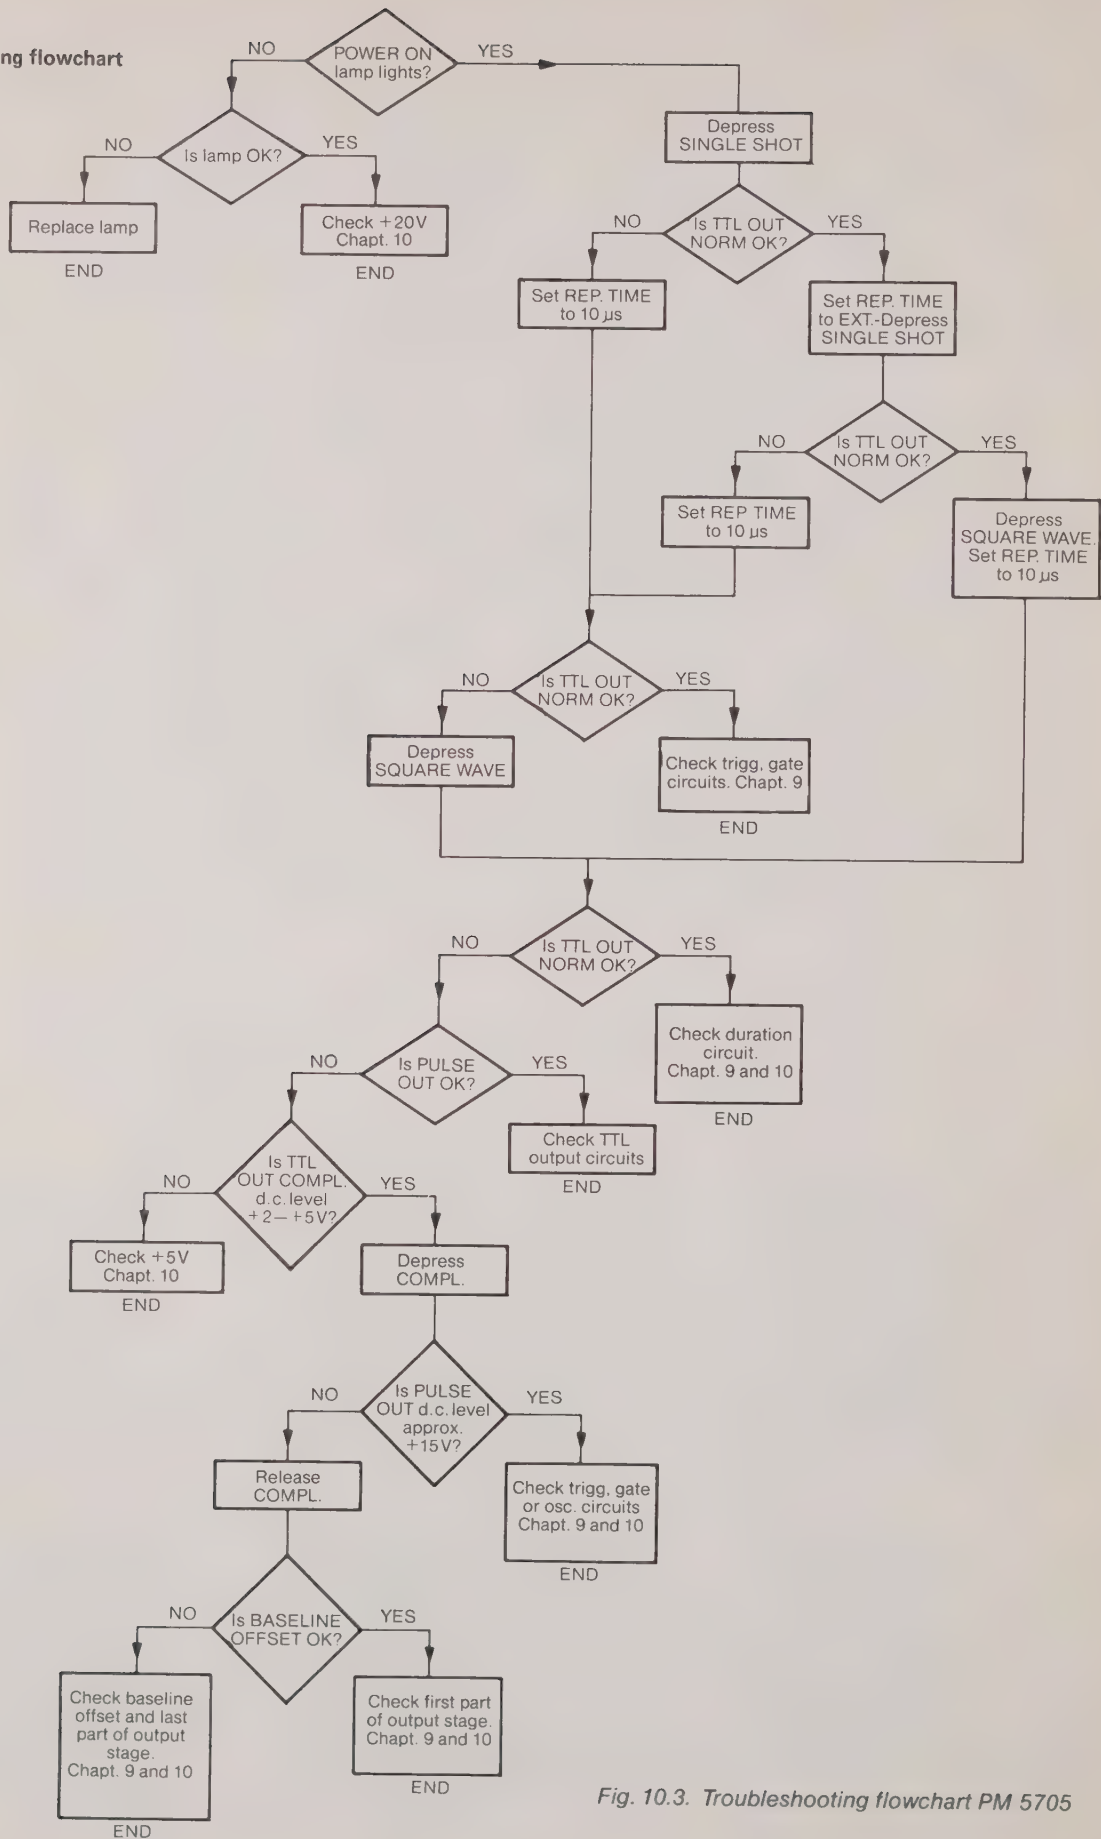 ng flowchart
NO
POWER ON
lamp lights?
YES
NO
Is lamp OK?
YES
Replace lamp
END
Check +20V
Chapt. 10
END
Depress
SINGLE SHOT
NO
Is TTL OUT
NORM OK?
YES
Set REP. TIME
to 10 µs
Set REP. TIME
to EXT.-Depress
SINGLE SHOT
NO
Is TTL OUT
NORM OK?
YES
Set REP TIME
to 10 µs
Depress
SQUARE WAVE.
Set REP. TIME
to 10 µs
NO
Is TTL OUT
NORM OK?
YES
Depress
SQUARE WAVE
Check trigg, gate
circuits. Chapt. 9
END
NO
Is TTL OUT
NORM OK?
YES
Check duration
circuit.
Chapt. 9 and 10
END
NO
Is PULSE
OUT OK?
YES
Check TTL
output circuits
END
NO
Is TTL
OUT COMPL.
d.c. level
+2— +5V?
YES
Check +5V
Chapt. 10
END
Depress
COMPL.
NO
Is PULSE
OUT d.c. level
approx.
+15V?
YES
Release
COMPL.
Check trigg, gate
or osc. circuits
Chapt. 9 and 10
END
NO
Is BASELINE
OFFSET OK?
YES
Check baseline
offset and last
part of output
stage.
Chapt. 9 and 10
END
Check first part
of output stage.
Chapt. 9 and 10
END
Fig. 10.3. Troubleshooting flowchart PM 5705